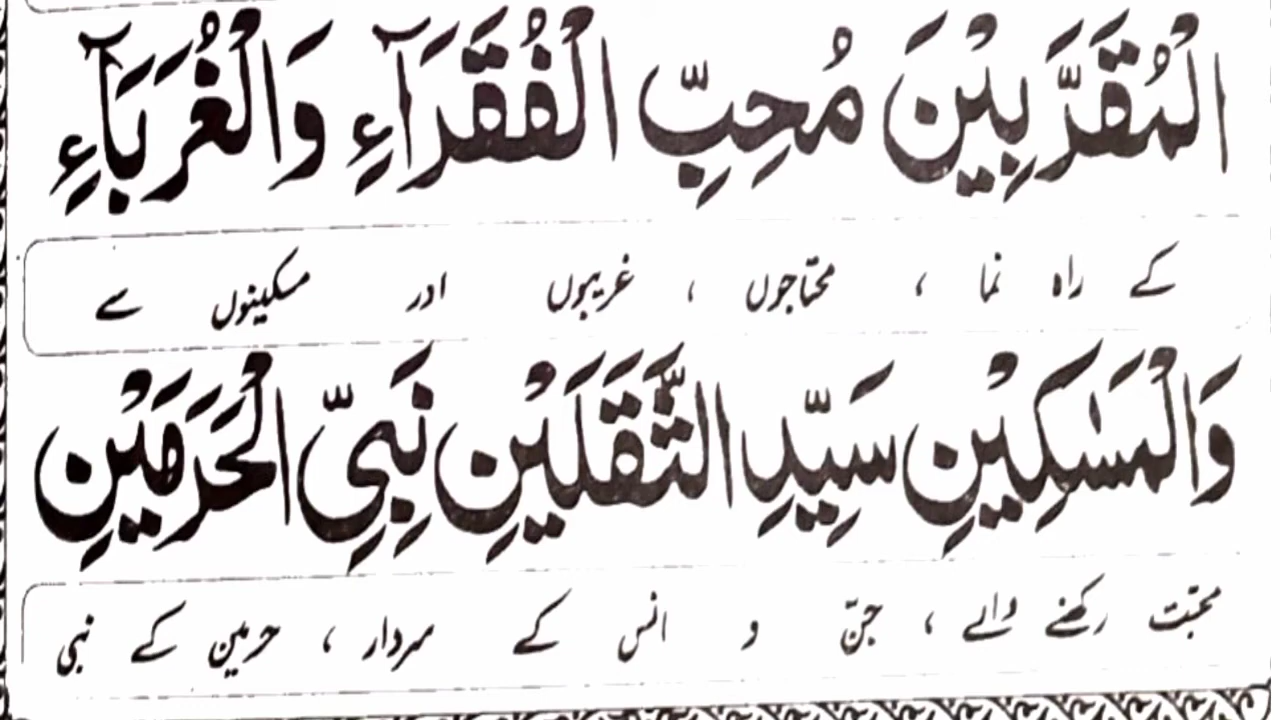 الْمُقَرَّبِيْنَ مُحِبِّ الْفُقَرَآءِ وَالْغُرَبَآءِ
کے راہ نما ، محتاجوں ، غریبوں اور مسکینوں سے
وَالْمَسٰكِيْنِ سَيِّدِ الثَّقَلَيْنِ نَبِيِّ الْحَرَمَيْنِ
محبّت رکھنے والے ، جنّ و انس کے سردار ، حرمین کے نبی